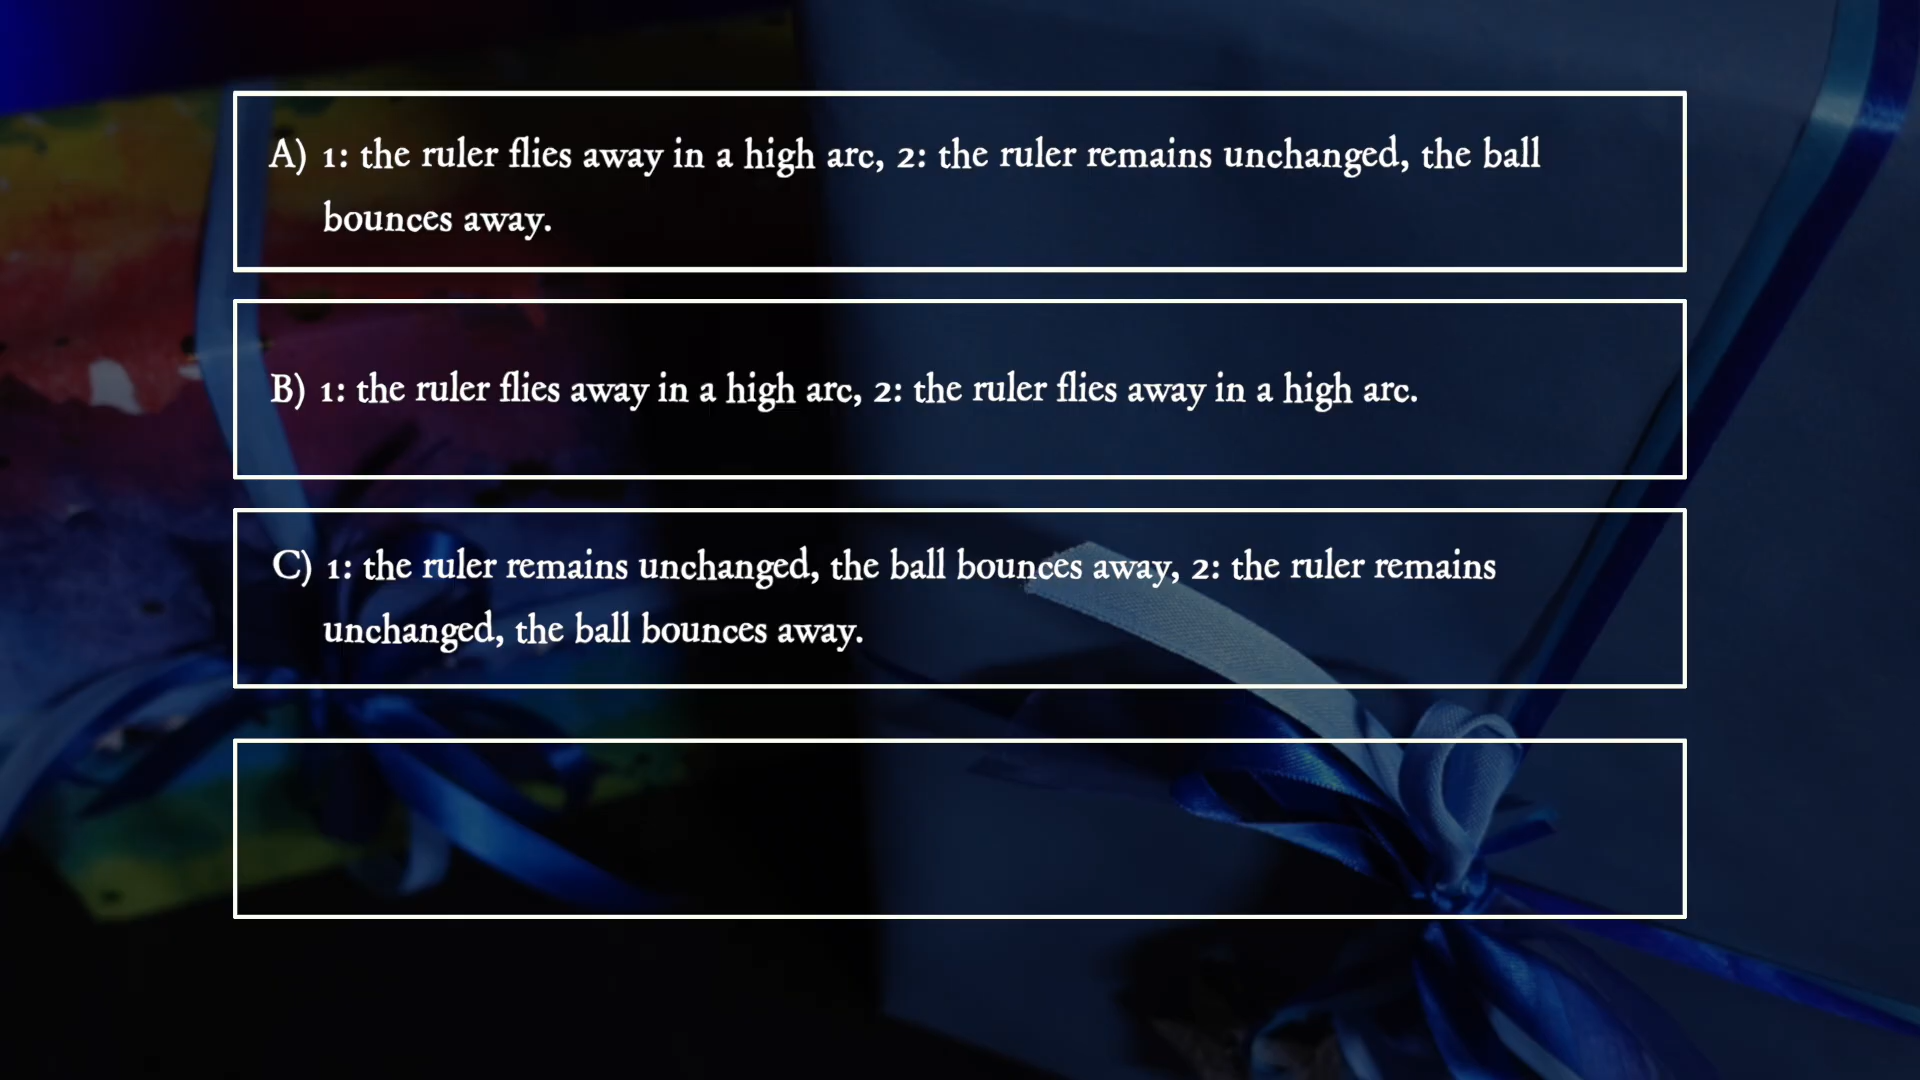 A) 1: the ruler flies away in a high arc, 2: the ruler remains unchanged, the ball
bounces away.
B) 1: the ruler flies away in a high arc, 2: the ruler flies away in a high arc.
C) 1: the ruler remains unchanged, the ball bounces away, 2: the ruler remains
unchanged, the ball bounces away.